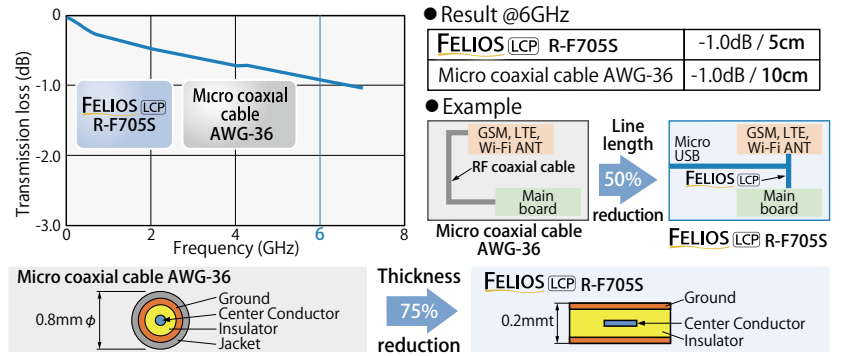 0
-1.0
-2.0
-3.0
Transmission loss (dB)
0 2 4 6 8
Frequency (GHz)
FELIOS LCP
R-F705S
Micro coaxial
cable
AWG-36
● Result @6GHz
FELIOS LCP R-F705S -1.0dB / 5cm
Micro coaxial cable AWG-36 -1.0dB / 10cm
● Example
GSM, LTE,
Wi-Fi ANT
RF coaxial cable
Main
board
Micro coaxial cable
AWG-36
Line
length
50%
reduction
Micro
USB
GSM, LTE,
Wi-Fi ANT
FELIOS LCP
Main
board
FELIOS LCP R-F705S
Micro coaxial cable AWG-36
0.8mm ϕ
Ground
Center Conductor
Insulator
Jacket
Thickness
75%
reduction
FELIOS LCP R-F705S
0.2mmt
Ground
Center Conductor
Insulator